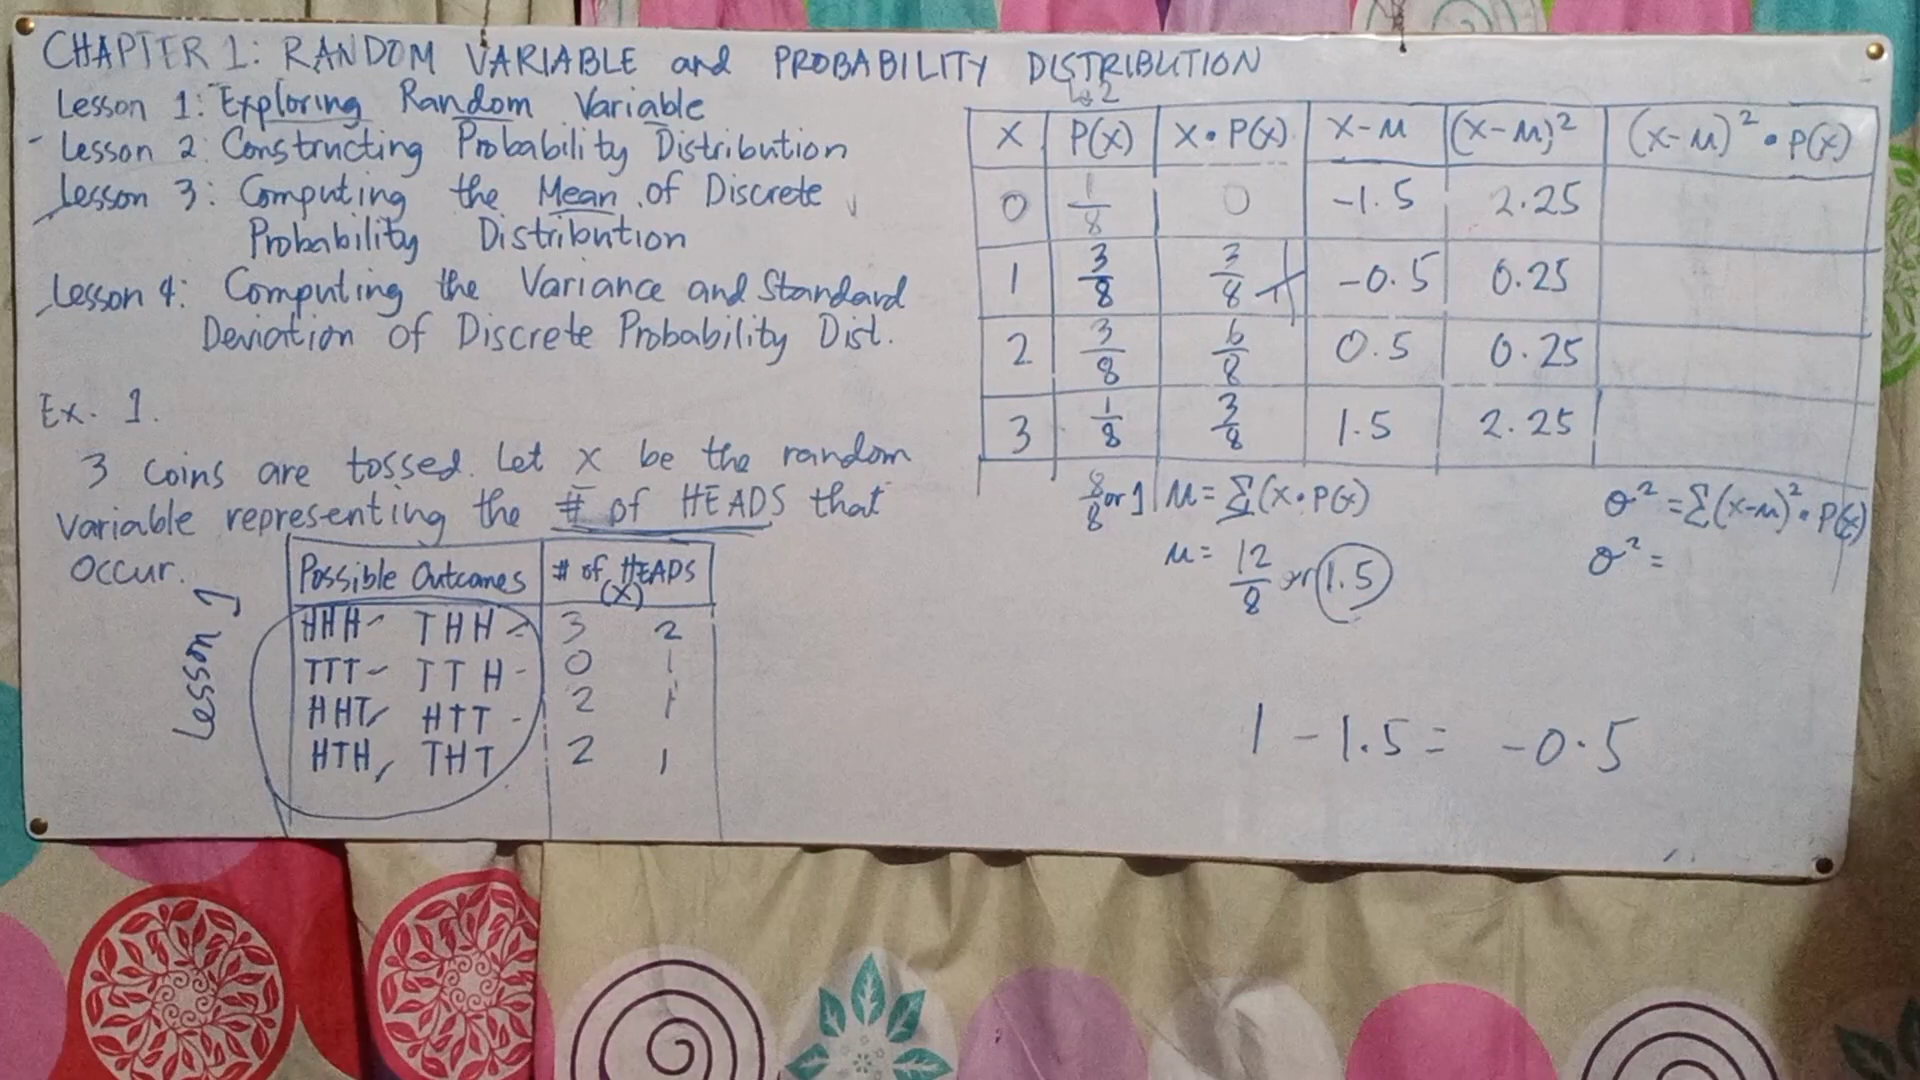 CHAPTER 1: RANDOM VARIABLE and PROBABILITY DISTRIBUTION
Lesson 1: Exploring Random Variable
- Lesson 2: Constructing Probability Distribution
Lesson 3: Computing the Mean of Discrete
Probability Distribution
Lesson 4: Computing the Variance and Standard
Deviation of Discrete Probability Dist.
Ex. 1.
3 coins are tossed. Let X be the random
variable representing the # of HEADS that
occur.
Lesson 1
Possible Outcomes # of HEADS (X)
HHH THH 3 2
TTT TTH 0 1
HHT HTT 2 1
HTH THT 2 1
X P(X) X • P(X) X-μ (X-μ)² (X-μ)² • P(X)
0 1/8 0 -1.5 2.25
1 3/8 3/8 + -0.5 0.25
2 3/8 6/8 0.5 0.25
3 1/8 3/8 1.5 2.25
8/8 or 1 μ = Σ(X • P(X)) σ² = Σ(X-μ)² • P(X)
μ = 12/8 or 1.5 σ² =
1 - 1.5 = -0.5